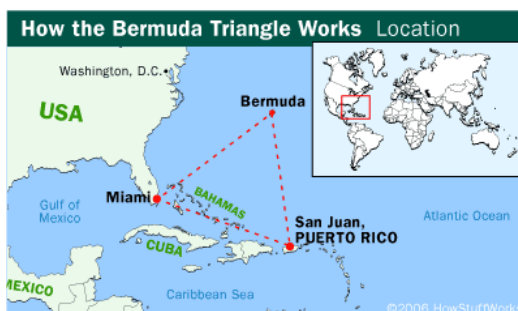 How the Bermuda Triangle Works Location
Washington, D.C.
USA
Bermuda
Miami
BAHAMAS
Gulf of
Mexico
San Juan,
PUERTO RICO
Atlantic Ocean
CUBA
MEXICO
Caribbean Sea
©2006 HowStuffWorks